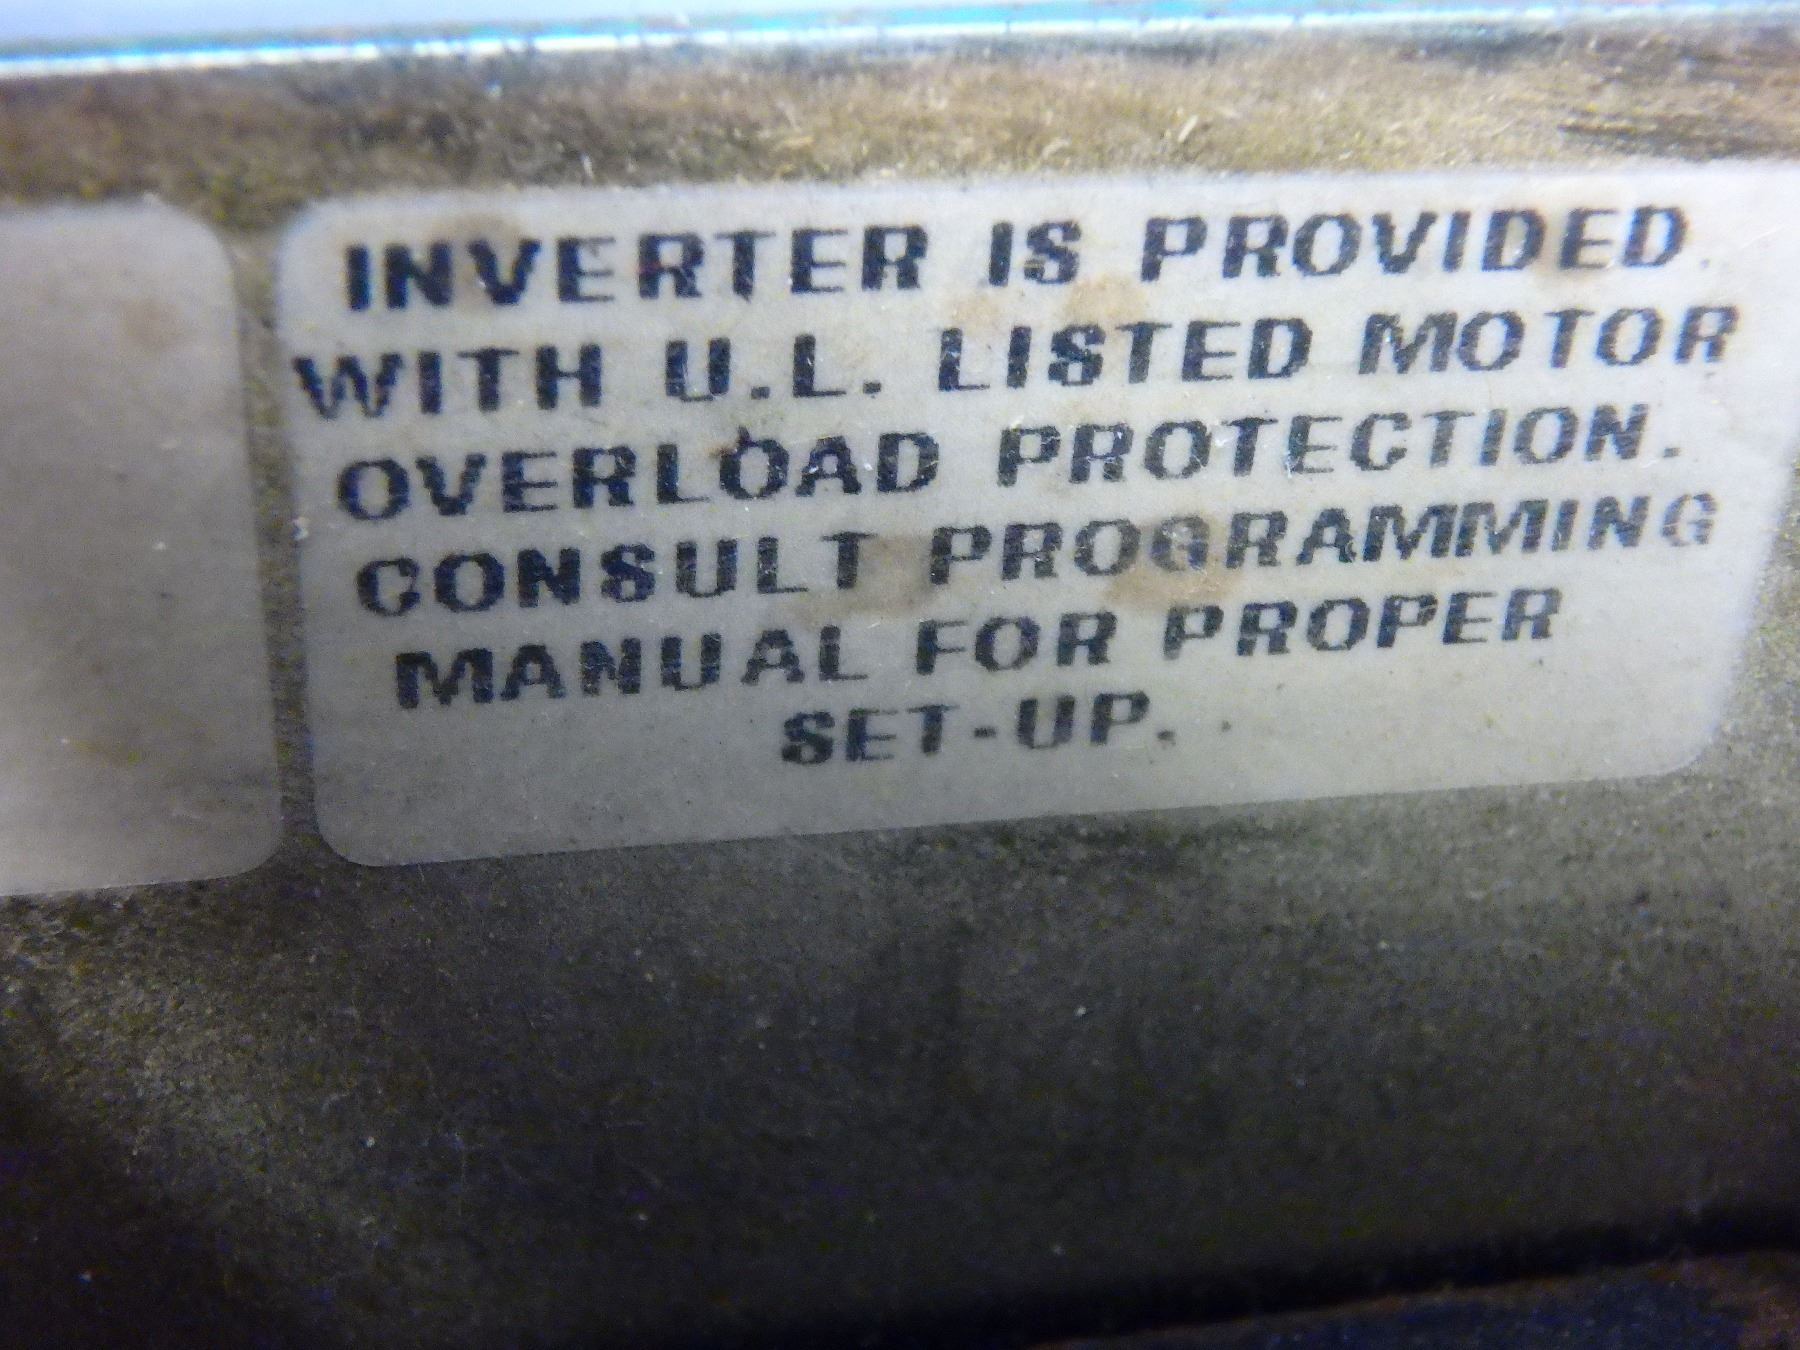 INVERTER IS PROVIDED
WITH U.L. LISTED MOTOR
OVERLOAD PROTECTION.
CONSULT PROGRAMMING
MANUAL FOR PROPER
SET-UP.